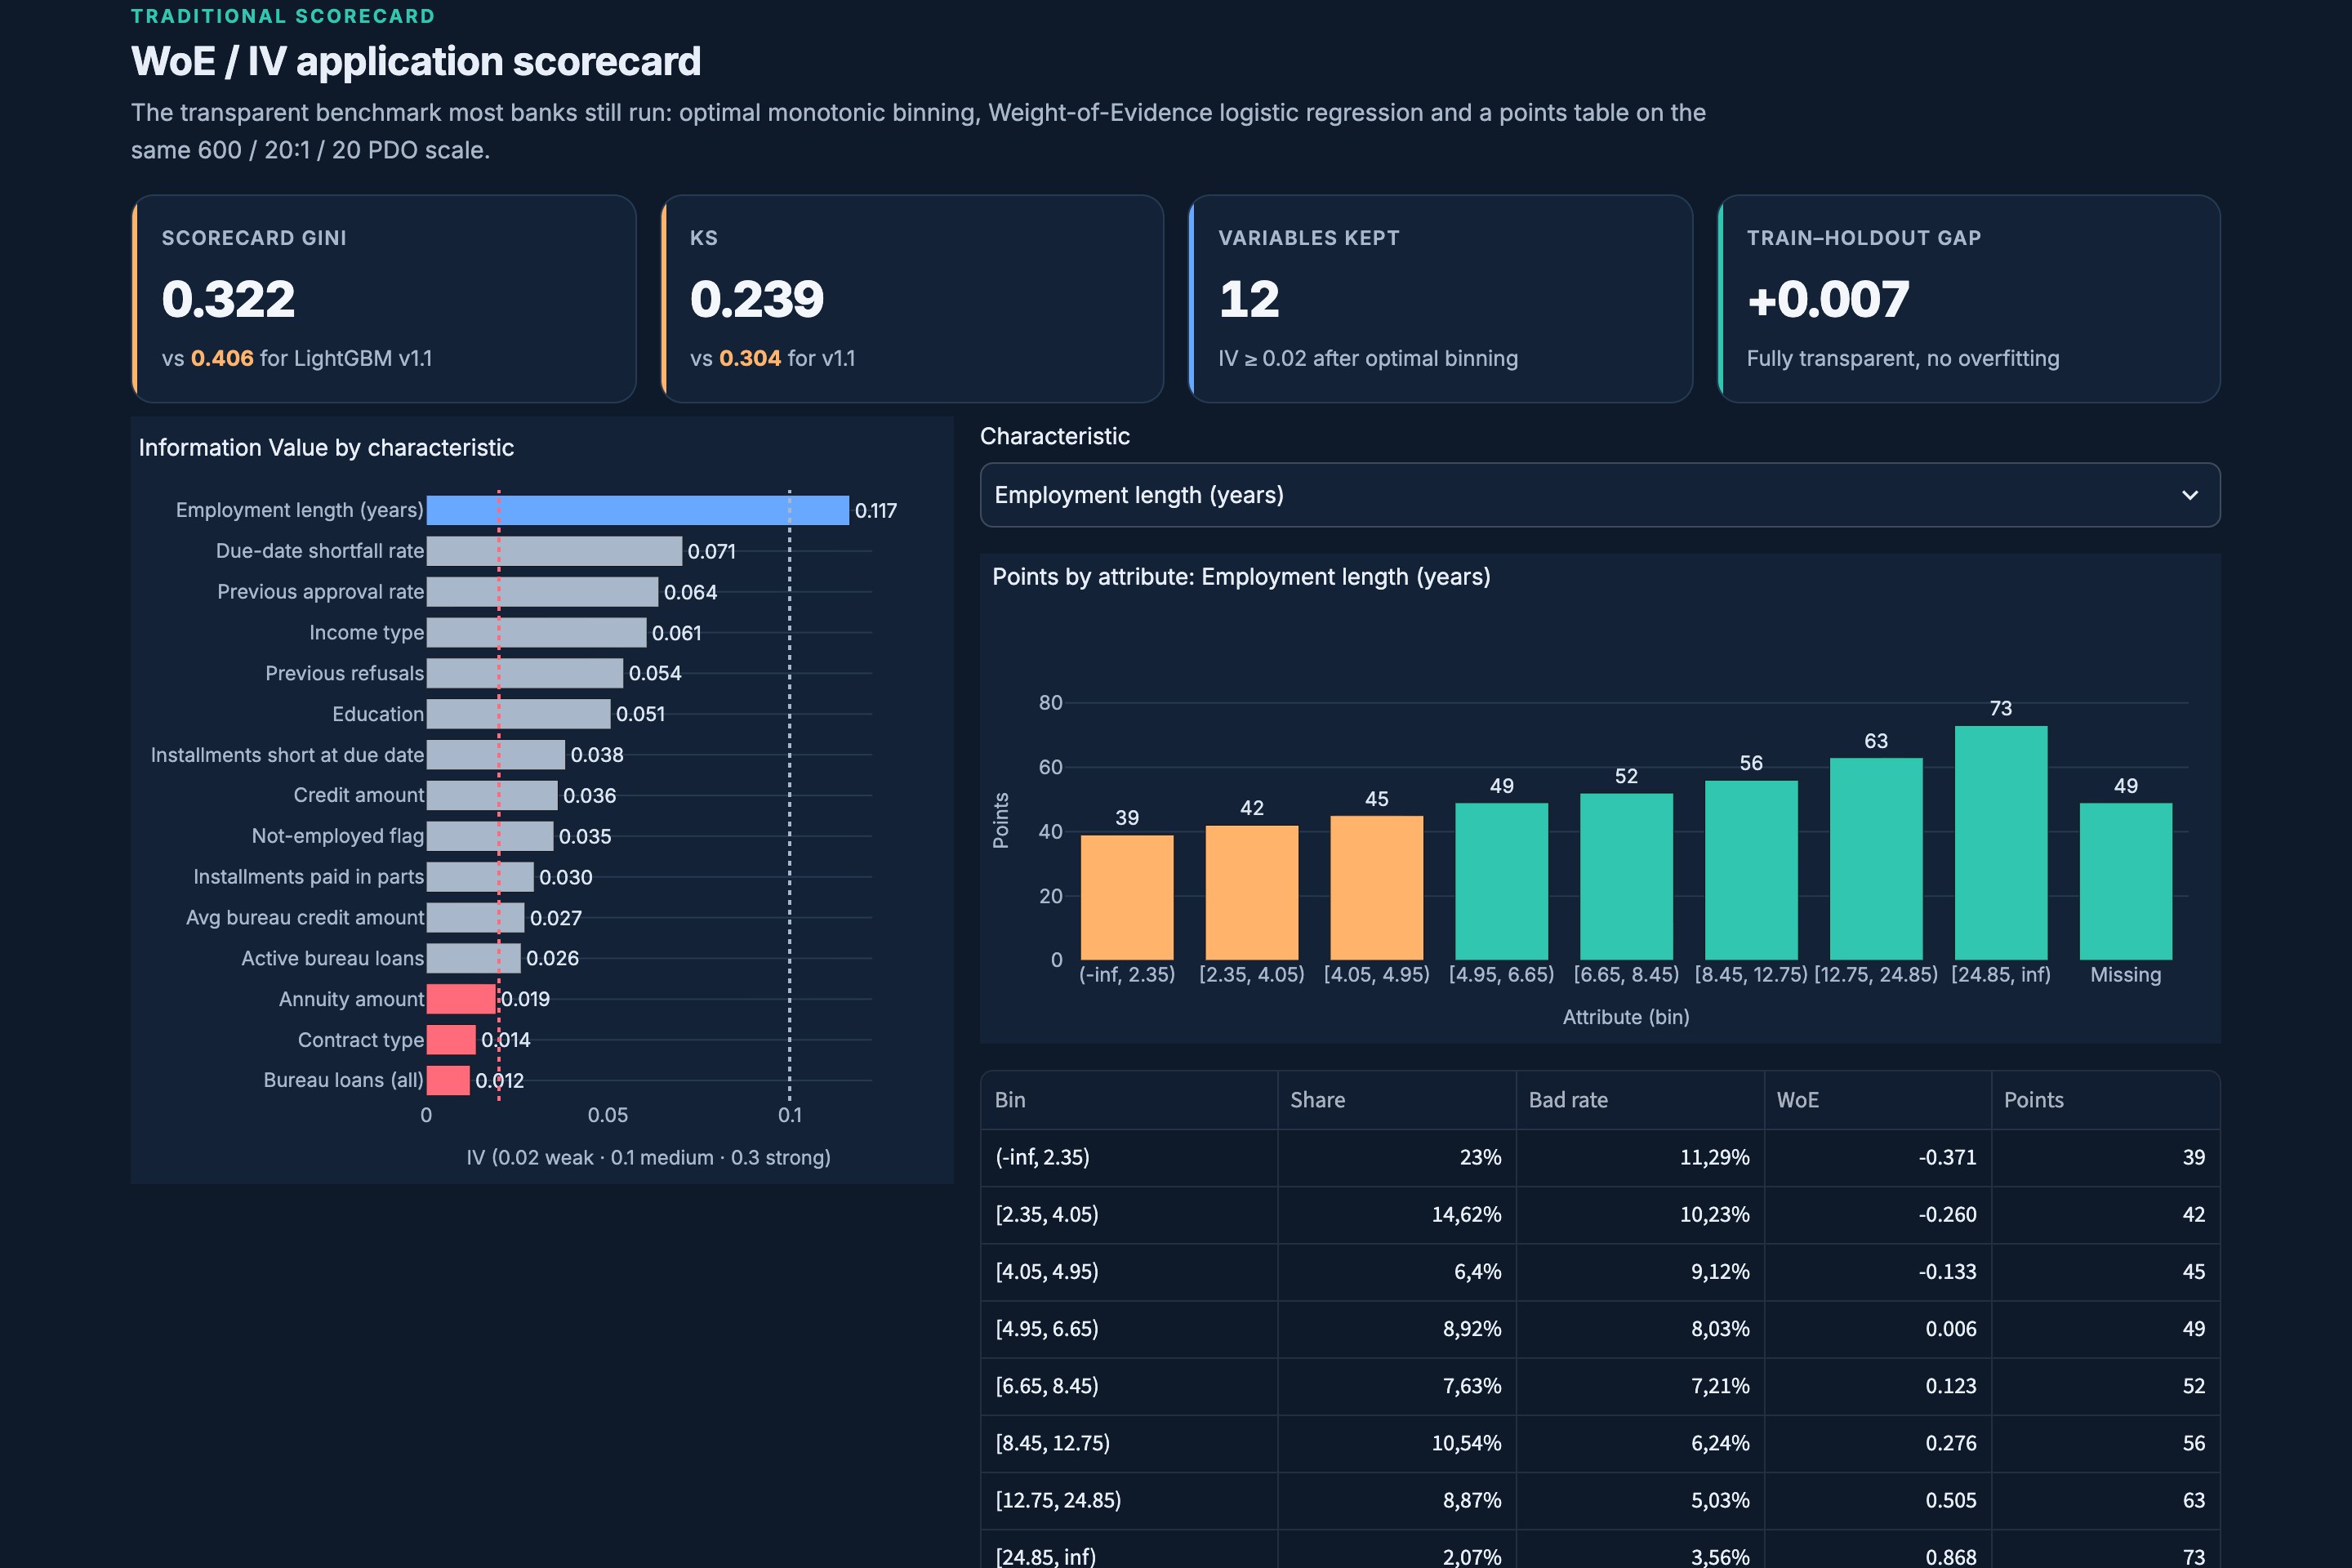 TRADITIONAL SCORECARD
WoE / IV application scorecard
The transparent benchmark most banks still run: optimal monotonic binning, Weight-of-Evidence logistic regression and a points table on the
same 600 / 20:1 / 20 PDO scale.
SCORECARD GINI
0.322
vs 0.406 for LightGBM v1.1
KS
0.239
vs 0.304 for v1.1
VARIABLES KEPT
12
IV ≥ 0.02 after optimal binning
TRAIN–HOLDOUT GAP
+0.007
Fully transparent, no overfitting
Information Value by characteristic
Employment length (years) 0.117
Due-date shortfall rate 0.071
Previous approval rate 0.064
Income type 0.061
Previous refusals 0.054
Education 0.051
Installments short at due date 0.038
Credit amount 0.036
Not-employed flag 0.035
Installments paid in parts 0.030
Avg bureau credit amount 0.027
Active bureau loans 0.026
Annuity amount 0.019
Contract type 0.014
Bureau loans (all) 0.012
0 0.05 0.1
IV (0.02 weak · 0.1 medium · 0.3 strong)
Characteristic
Employment length (years)
Points by attribute: Employment length (years)
Points
80
60
40
20
0
39 42 45 49 52 56 63 73 49
(-inf, 2.35) [2.35, 4.05) [4.05, 4.95) [4.95, 6.65) [6.65, 8.45) [8.45, 12.75) [12.75, 24.85) [24.85, inf) Missing
Attribute (bin)
Bin Share Bad rate WoE Points
(-inf, 2.35) 23% 11,29% -0.371 39
[2.35, 4.05) 14,62% 10,23% -0.260 42
[4.05, 4.95) 6,4% 9,12% -0.133 45
[4.95, 6.65) 8,92% 8,03% 0.006 49
[6.65, 8.45) 7,63% 7,21% 0.123 52
[8.45, 12.75) 10,54% 6,24% 0.276 56
[12.75, 24.85) 8,87% 5,03% 0.505 63
[24.85, inf) 2,07% 3,56% 0.868 73